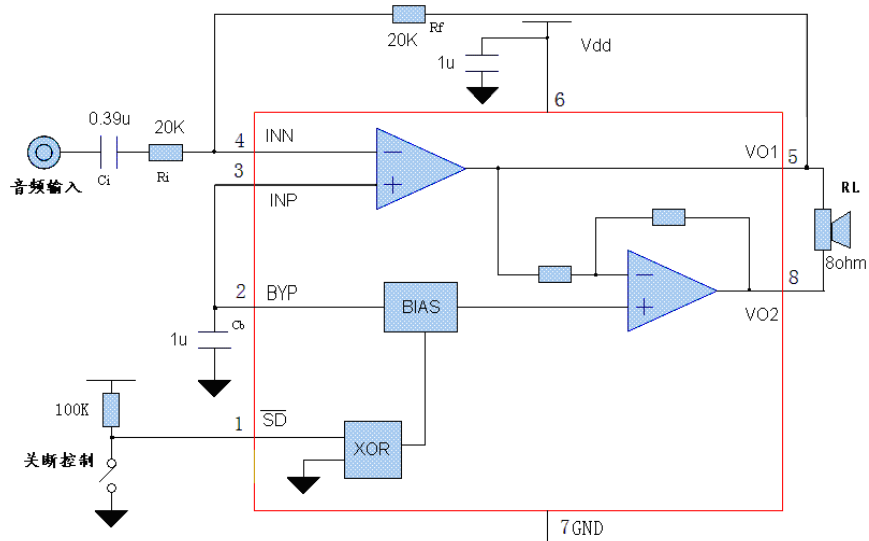 20K
Rf
1u
Vdd
6
0.39u
20K
4
INN
Ci
Ri
音频输入
3
INP
−
+
VO1
5
RL
8ohm
2
BYP
BIAS
−
+
8
VO2
1u
Cb
100K
1
SD
XOR
关断控制
7GND